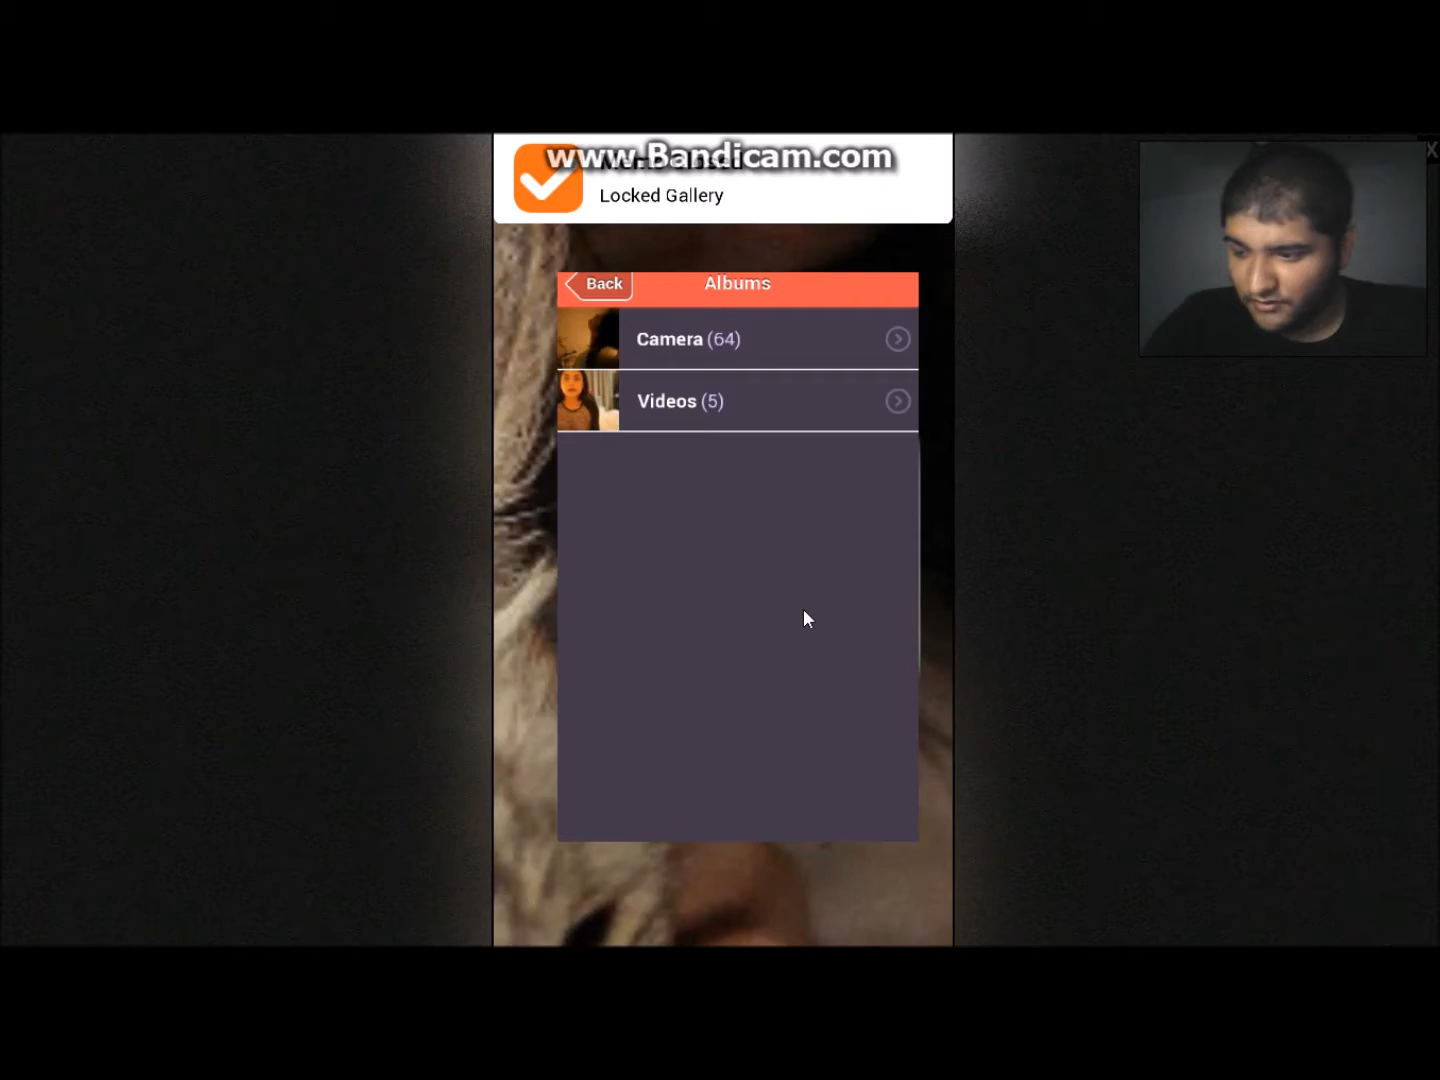 www.Bandicam.com
Locked Gallery
Back
Albums
Camera (64)
Videos (5)
X